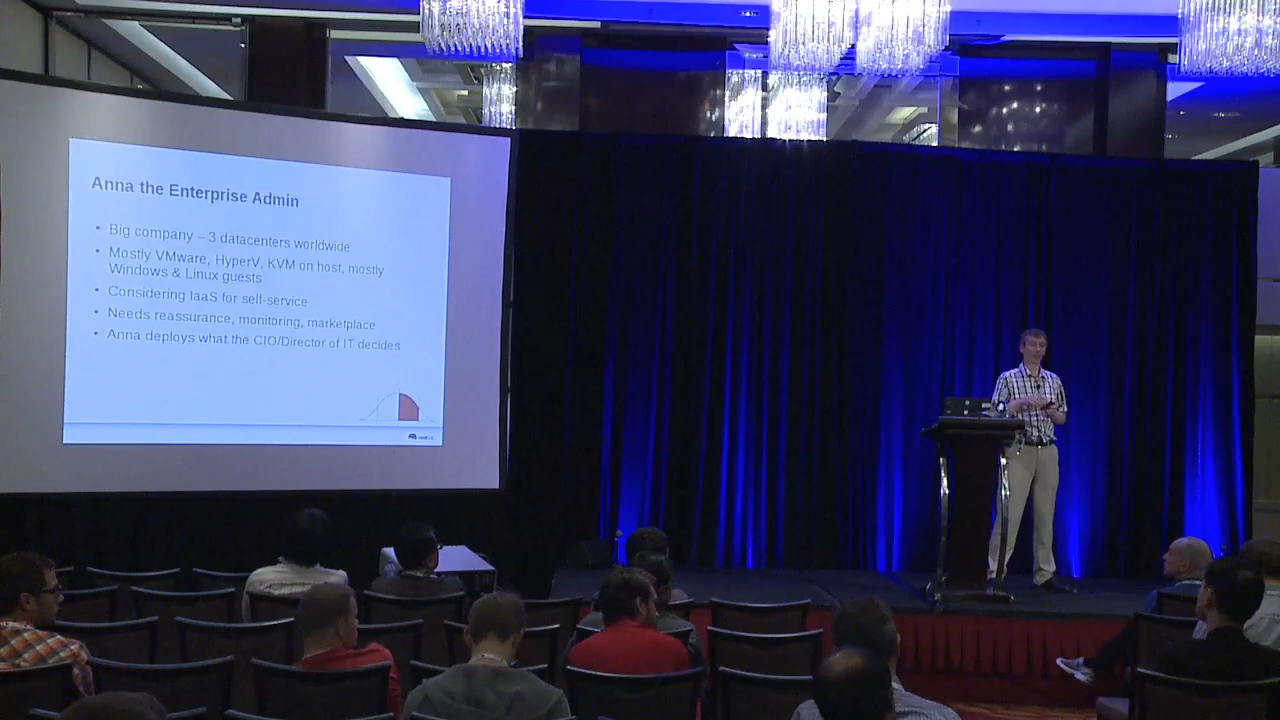 Anna the Enterprise Admin
• Big company – 3 datacenters worldwide
• Mostly VMware, HyperV, KVM on host, mostly
Windows & Linux guests
• Considering IaaS for self-service
• Needs reassurance, monitoring, marketplace
• Anna deploys what the CIO/Director of IT decides